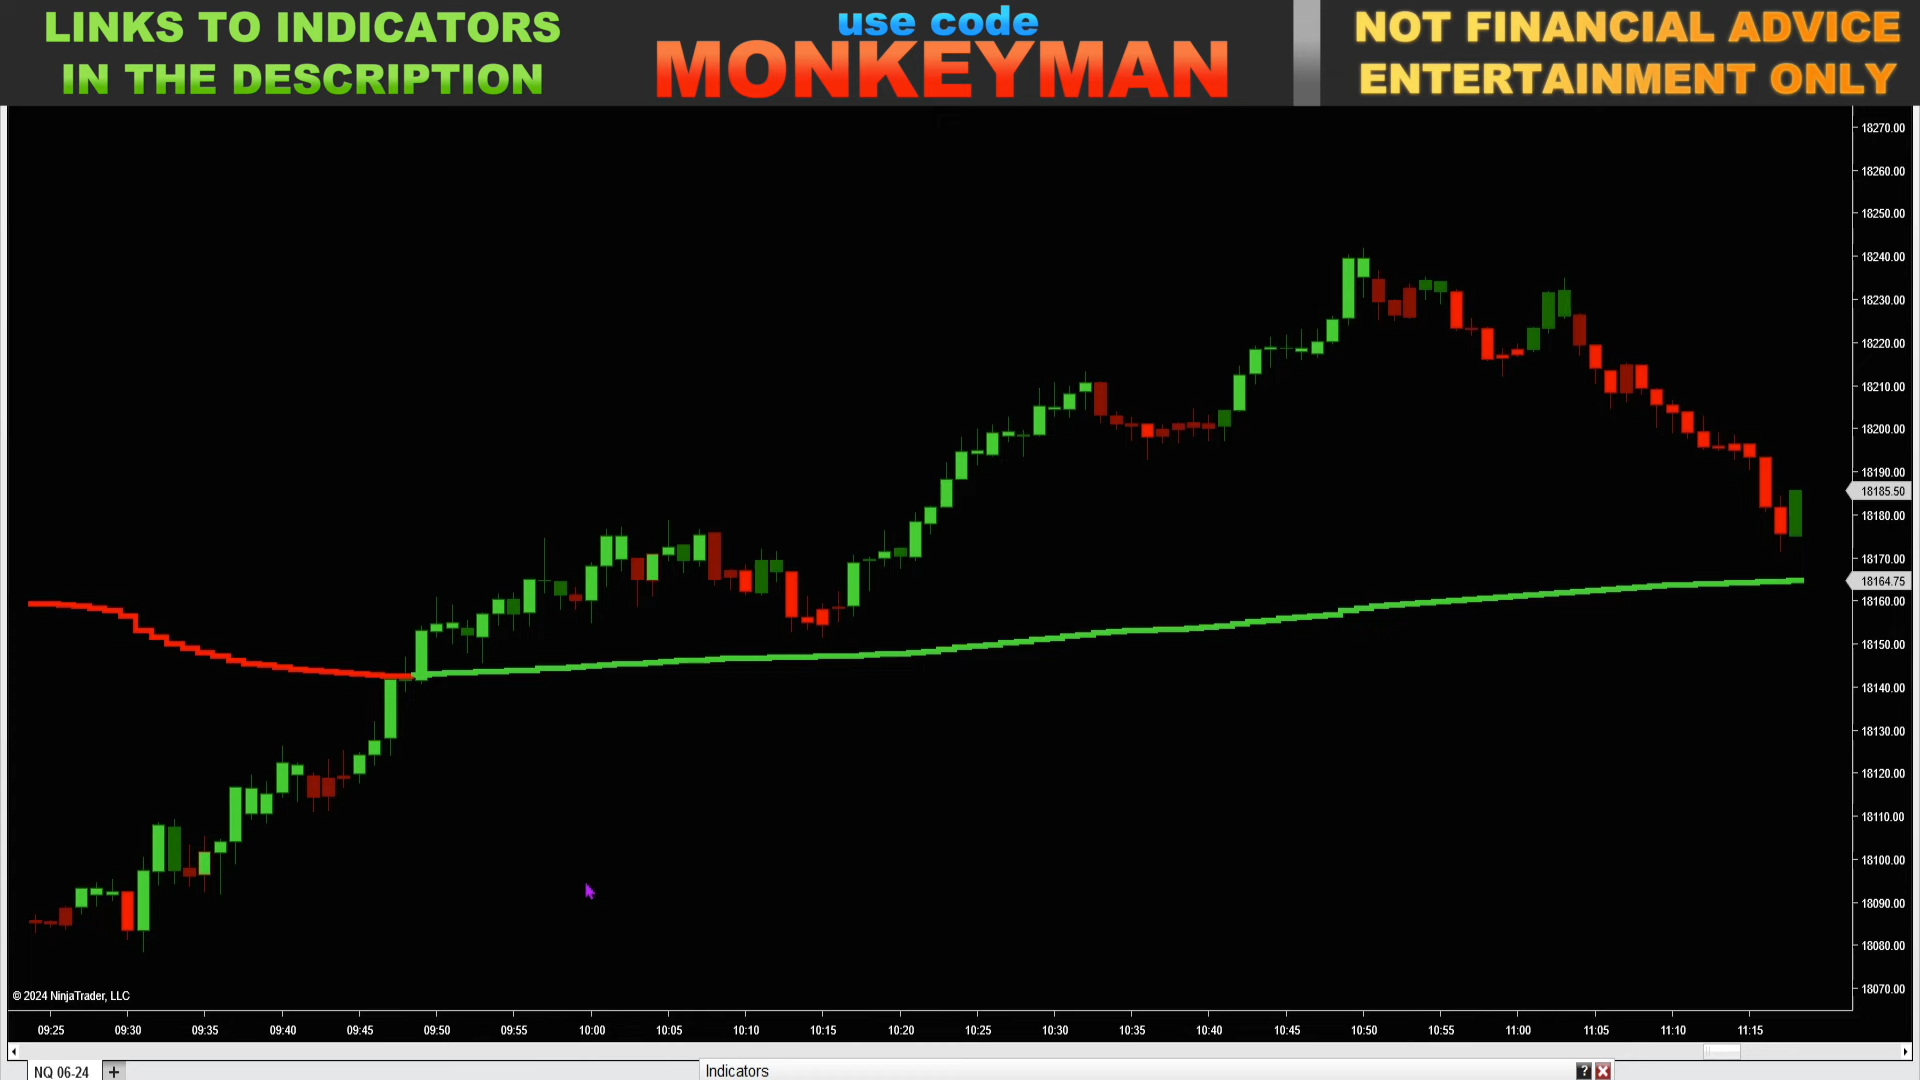 LINKS TO INDICATORS
IN THE DESCRIPTION
use code
MONKEYMAN
NOT FINANCIAL ADVICE
ENTERTAINMENT ONLY
18270.00
18260.00
18250.00
18240.00
18230.00
18220.00
18210.00
18200.00
18190.00
18185.50
18180.00
18170.00
18164.75
18160.00
18150.00
18140.00
18130.00
18120.00
18110.00
18100.00
18090.00
18080.00
18070.00
© 2024 NinjaTrader, LLC
09:25 09:30 09:35 09:40 09:45 09:50 09:55 10:00 10:05 10:10 10:15 10:20 10:25 10:30 10:35 10:40 10:45 10:50 10:55 11:00 11:05 11:10 11:15
NQ 06-24 +
Indicators ?